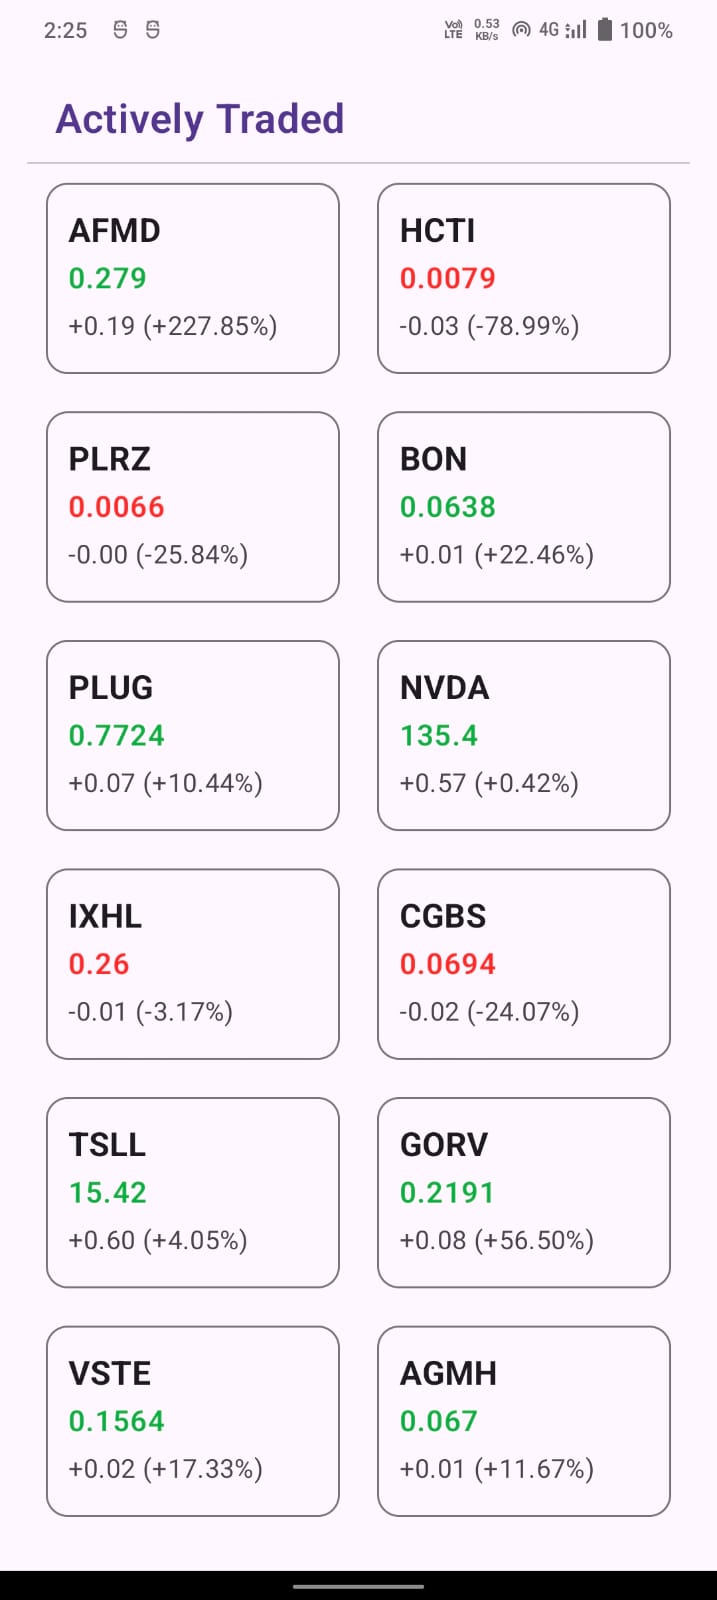 2:25 VoD LTE 0.53 KB/s 4G 100%
Actively Traded
AFMD
0.279
+0.19 (+227.85%)
HCTI
0.0079
-0.03 (-78.99%)
PLRZ
0.0066
-0.00 (-25.84%)
BON
0.0638
+0.01 (+22.46%)
PLUG
0.7724
+0.07 (+10.44%)
NVDA
135.4
+0.57 (+0.42%)
IXHL
0.26
-0.01 (-3.17%)
CGBS
0.0694
-0.02 (-24.07%)
TSLL
15.42
+0.60 (+4.05%)
GORV
0.2191
+0.08 (+56.50%)
VSTE
0.1564
+0.02 (+17.33%)
AGMH
0.067
+0.01 (+11.67%)